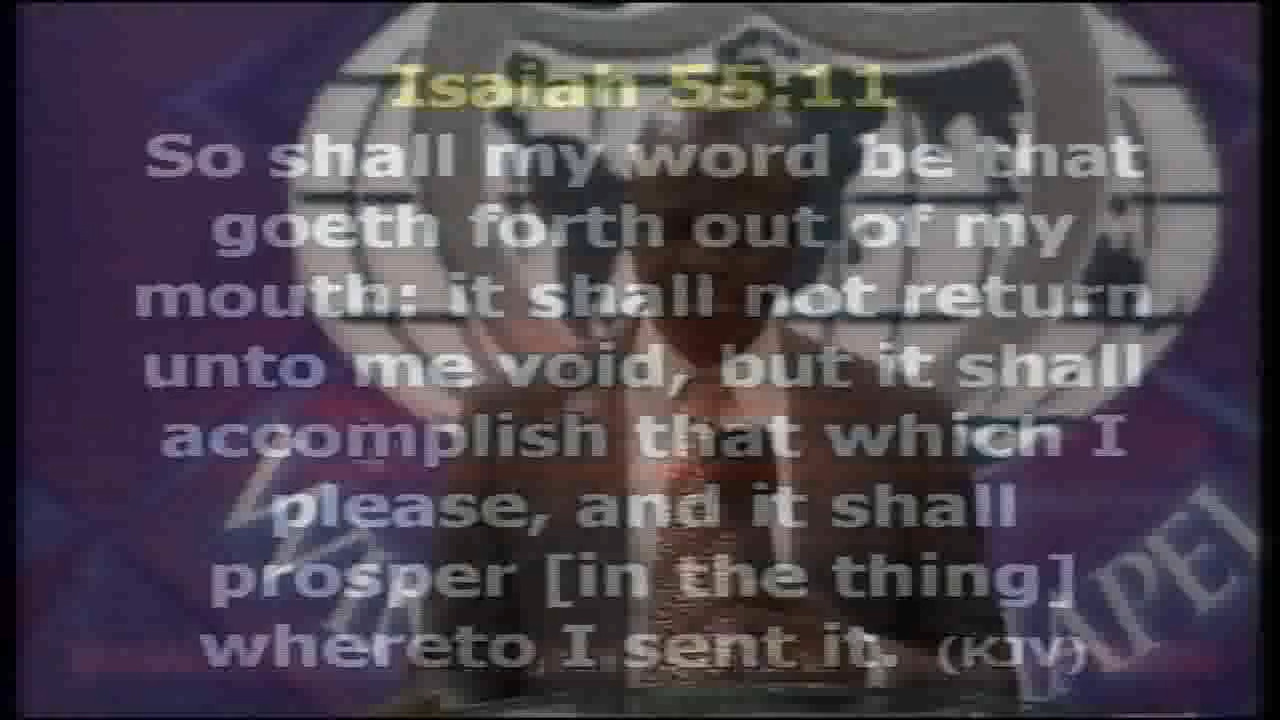 Isaiah 55:11
So shall my word be that
goeth forth out of my
mouth: it shall not return
unto me void, but it shall
accomplish that which I
please, and it shall
prosper [in the thing]
whereto I sent it. (KJV)